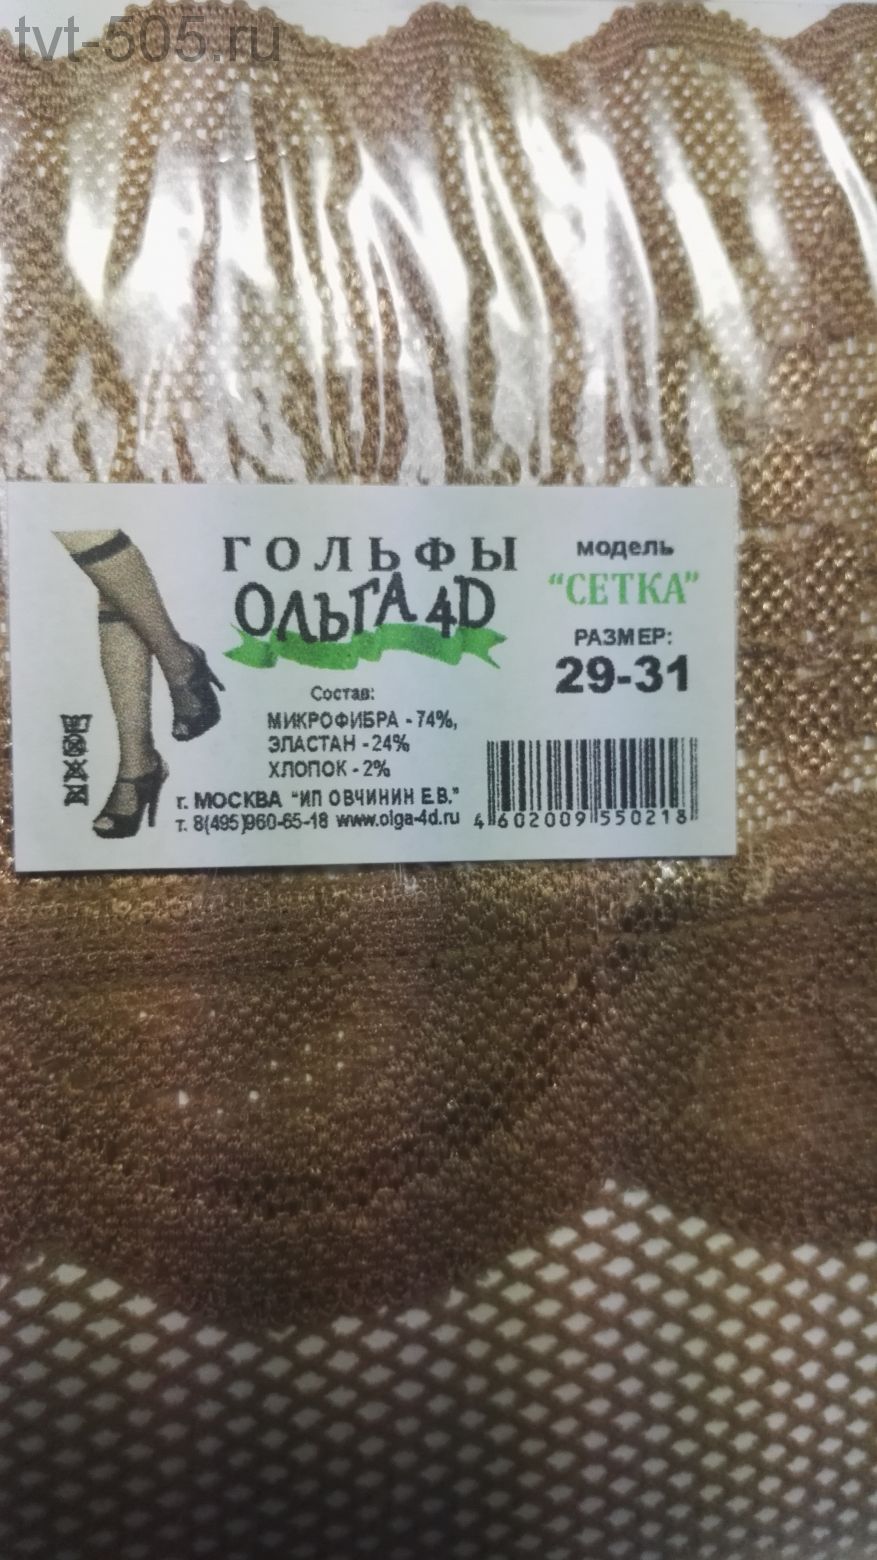 tvt-505.ru
ГОЛЬФЫ
ОЛЬГА 4D
модель
“СЕТКА”
РАЗМЕР:
29-31
Состав:
МИКРОФИБРА - 74%,
ЭЛАСТАН - 24%
ХЛОПОК - 2%
г. МОСКВА "ИП ОВЧИНИН Е.В."
т. 8(495)960-65-18 www.olga-4d.ru
4 602009 550218